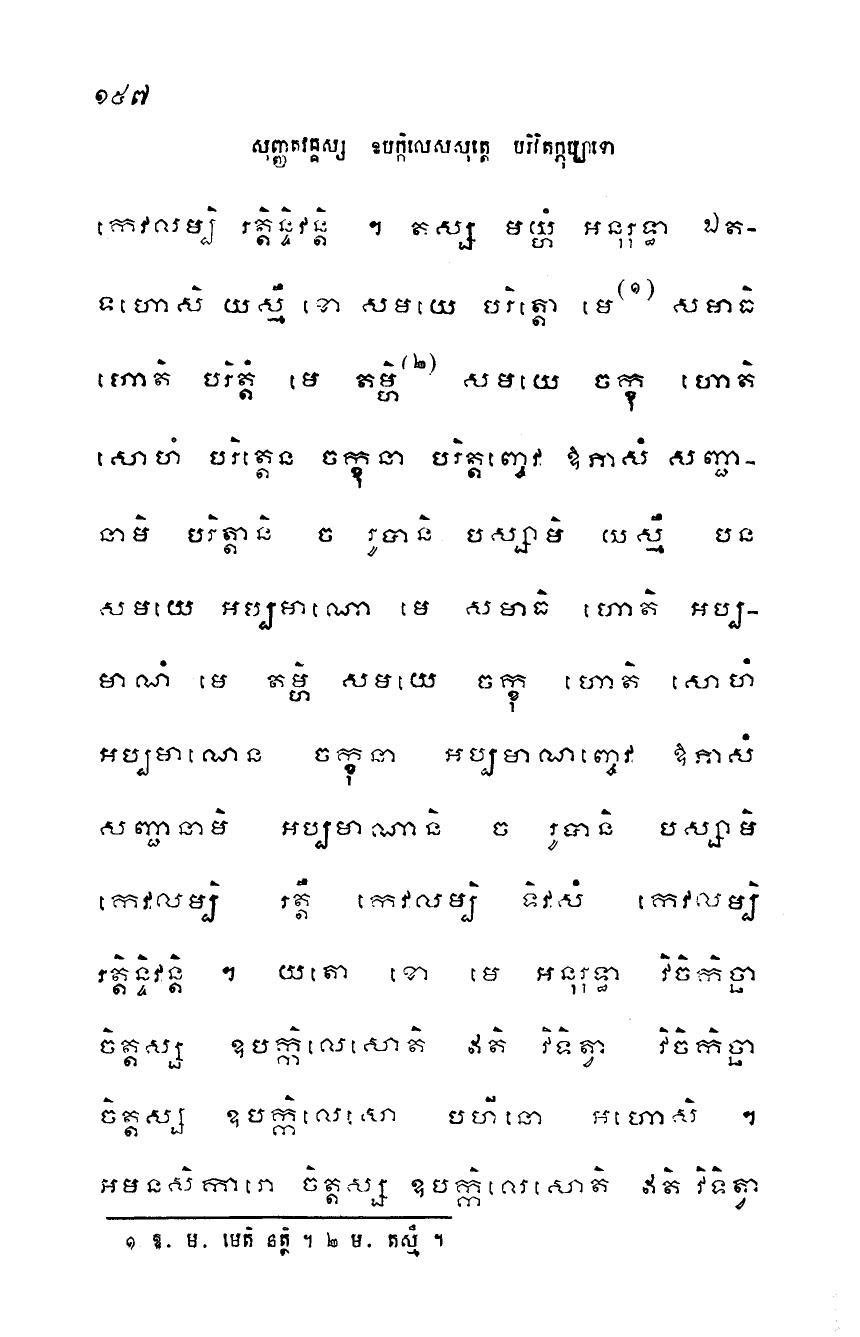 ១៥៧
សុញ្ញតវគ្គស្ស ឧបក្កិលេសសុត្តេ បរិវិតក្កុប្បាទោ
កេវលម្បិ រត្តិន្ទិវន្តិ ។ តស្ស មយ្ហំ អនុរុទ្ធា ឯត-
ទហោសិ យស្មឹ ខោ សមយេ បរិត្តោ មេ(១) សមាធិ
ហោតិ បរិត្តំ មេ តម្ហិ(២) សមយេ ចក្ខុ ហោតិ
សោហំ បរិត្តេន ចក្ខុនា បរិត្តញ្ចេវ ឱភាសំ សញ្ជា-
នាមិ បរិត្តានិ ច រូបានិ បស្សាមិ យស្មឹ បន
សមយេ អប្បមាណោ មេ សមាធិ ហោតិ អប្ប-
មាណំ មេ តម្ហិ សមយេ ចក្ខុ ហោតិ សោហំ
អប្បមាណេន ចក្ខុនា អប្បមាណញ្ចេវ ឱភាសំ
សញ្ជានាមិ អប្បមាណានិ ច រូបានិ បស្សាមិ
កេវលម្បិ រត្តឹ កេវលម្បិ ទិវសំ កេវលម្បិ
រត្តិន្ទិវន្តិ ។ យតោ ខោ មេ អនុរុទ្ធា វិចិកិច្ឆា
ចិត្តស្ស ឧបក្កិលេសោតិ ឥតិ វិទិត្វា វិចិកិច្ឆា
ចិត្តស្ស ឧបក្កិលេសោ បហីនោ អហោសិ ។
អមនសិការោ ចិត្តស្ស ឧបក្កិលេសោតិ ឥតិ វិទិត្វា
១ ឱ. ម. មេតិ នត្ថិ ។ ២ ម. តស្មឹ ។